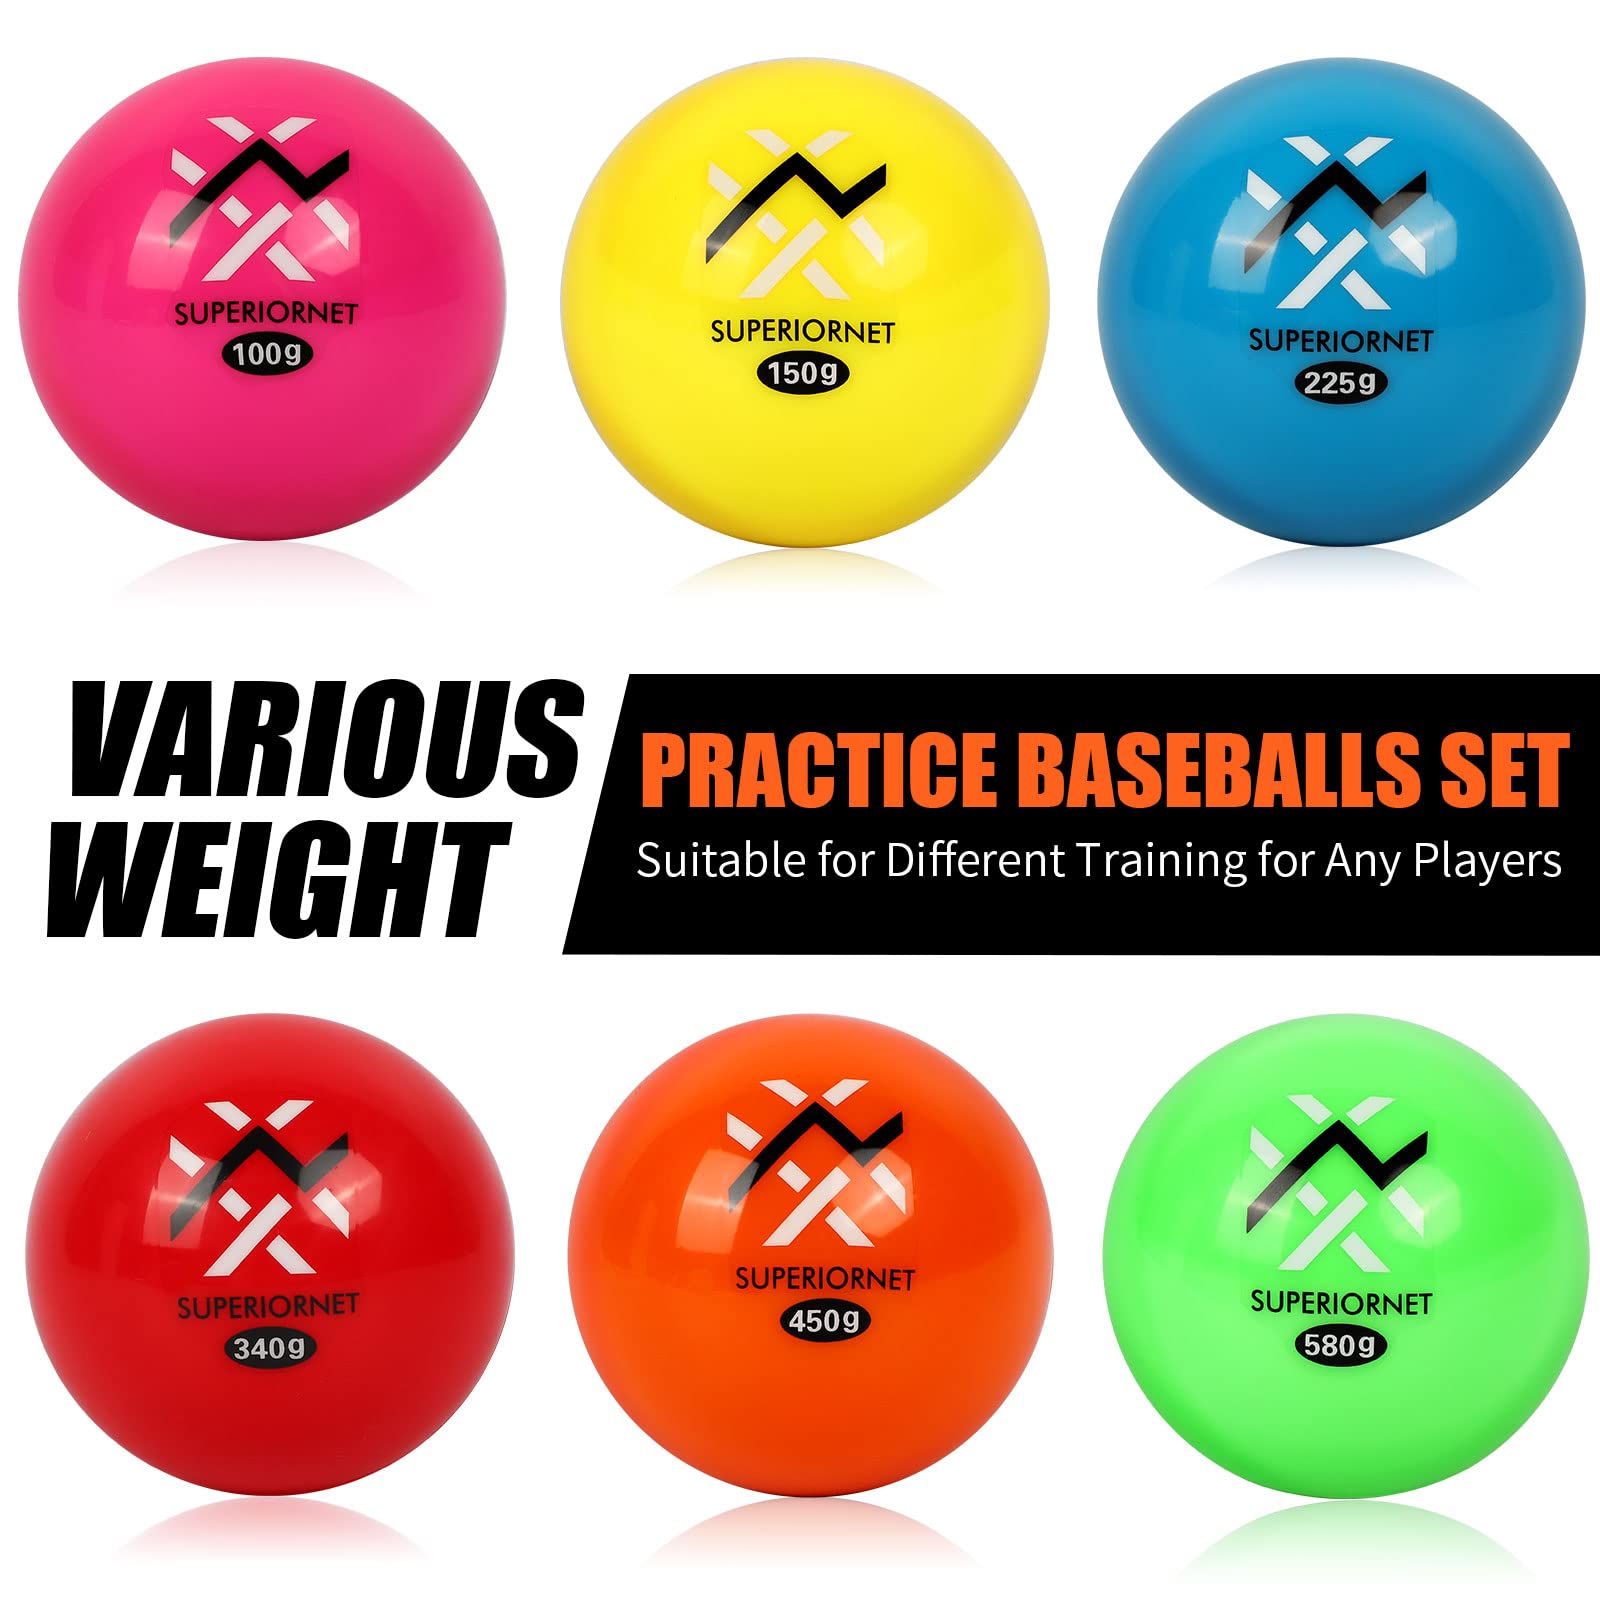 SUPERIORNET
100g
SUPERIORNET
150g
SUPERIORNET
225g
VARIOUS
WEIGHT
PRACTICE BASEBALLS SET
Suitable for Different Training for Any Players
SUPERIORNET
340g
SUPERIORNET
450g
SUPERIORNET
580g